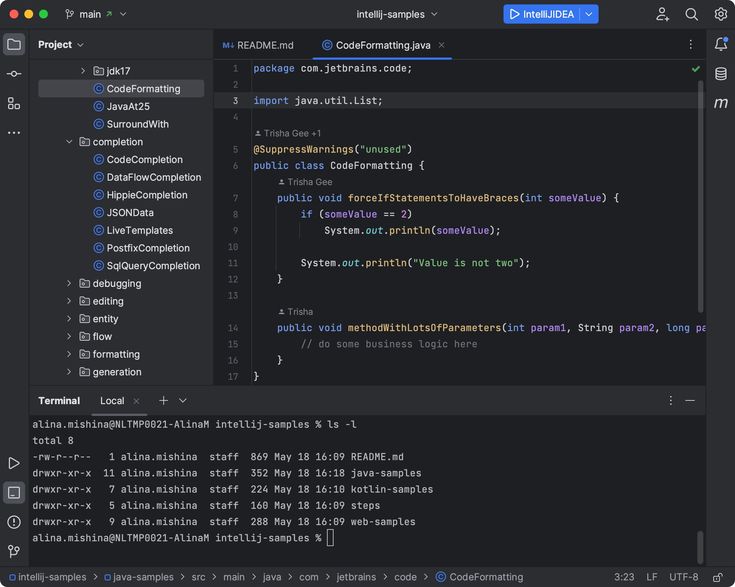 main
intellij-samples
IntelliJIDEA
Project
README.md
CodeFormatting.java
jdk17
CodeFormatting
JavaAt25
SurroundWith
completion
CodeCompletion
DataFlowCompletion
HippieCompletion
JSONData
LiveTemplates
PostfixCompletion
SqlQueryCompletion
debugging
editing
entity
flow
formatting
generation
1 package com.jetbrains.code;
2
3 import java.util.List;
4
Trisha Gee +1
5 @SuppressWarnings("unused")
6 public class CodeFormatting {
Trisha Gee
7 public void forceIfStatementsToHaveBraces(int someValue) {
8 if (someValue == 2)
9 System.out.println(someValue);
10
11 System.out.println("Value is not two");
12 }
13
Trisha
14 public void methodWithLotsOfParameters(int param1, String param2, long pa
15 // do some business logic here
16 }
17 }
m
Terminal Local
alina.mishina@NLTMP0021-AlinaM intellij-samples % ls -l
total 8
-rw-r--r-- 1 alina.mishina staff 869 May 18 16:09 README.md
drwxr-xr-x 11 alina.mishina staff 352 May 18 16:18 java-samples
drwxr-xr-x 7 alina.mishina staff 224 May 18 16:10 kotlin-samples
drwxr-xr-x 5 alina.mishina staff 160 May 18 16:09 steps
drwxr-xr-x 9 alina.mishina staff 288 May 18 16:09 web-samples
alina.mishina@NLTMP0021-AlinaM intellij-samples %
intellij-samples > java-samples > src > main > java > com > jetbrains > code > CodeFormatting 3:23 LF UTF-8